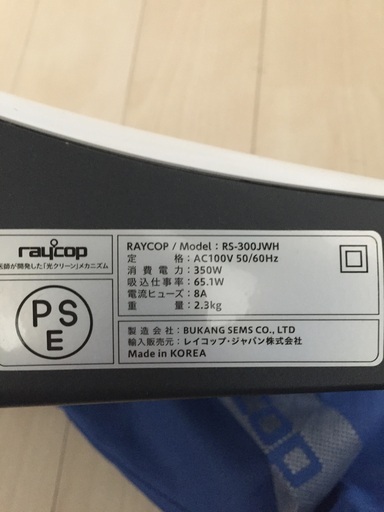 raycop
医師が開発した「光クリーン」メカニズム
PS
E
RAYCOP / Model: RS-300JWH
定 格: AC100V 50/60Hz
消費電力: 350W
吸込仕事率: 65.1W
電流ヒューズ: 8A
重 量: 2.3kg
製造会社: BUKANG SEMS CO., LTD
輸入販売元: レイコップ・ジャパン株式会社
Made in KOREA